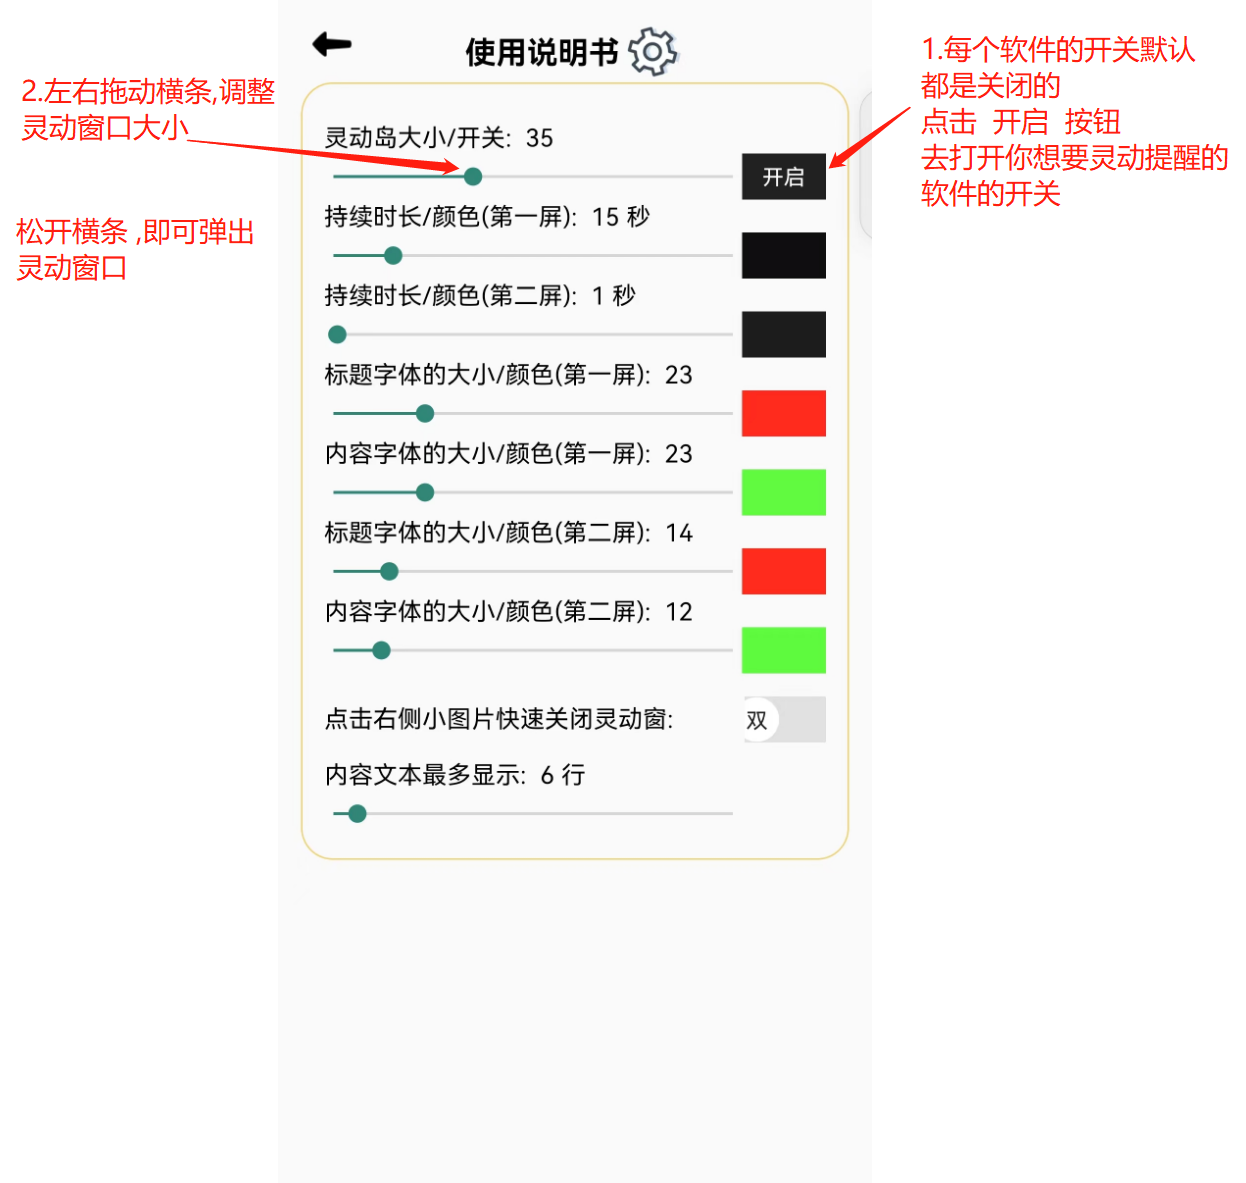 使用说明书
2.左右拖动横条,调整
灵动窗口大小
松开横条 ,即可弹出
灵动窗口
1.每个软件的开关默认
都是关闭的
点击 开启 按钮
去打开你想要灵动提醒的
软件的开关
灵动岛大小/开关: 35
开启
持续时长/颜色(第一屏): 15 秒
持续时长/颜色(第二屏): 1 秒
标题字体的大小/颜色(第一屏): 23
内容字体的大小/颜色(第一屏): 23
标题字体的大小/颜色(第二屏): 14
内容字体的大小/颜色(第二屏): 12
点击右侧小图片快速关闭灵动窗:
双
内容文本最多显示: 6 行